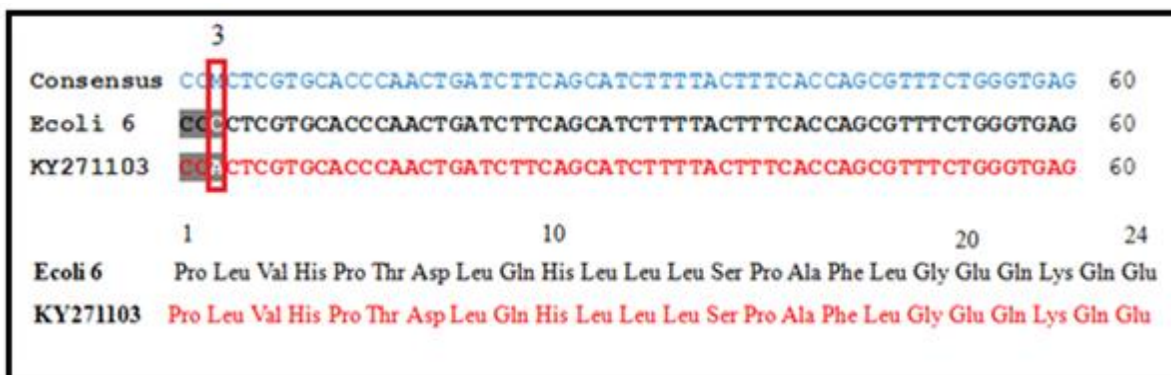 3
Consensus CCMCTCGTGCACCCAACTGATCTTCAGCATCTTTTACTTTCACCAGCGTTTCTGGGTGAG 60
Ecoli 6 CCCCTCGTGCACCCAACTGATCTTCAGCATCTTTTACTTTCACCAGCGTTTCTGGGTGAG 60
KY271103 CCACTCGTGCACCCAACTGATCTTCAGCATCTTTTACTTTCACCAGCGTTTCTGGGTGAG 60
1 10 20 24
Ecoli 6 Pro Leu Val His Pro Thr Asp Leu Gln His Leu Leu Leu Ser Pro Ala Phe Leu Gly Glu Gln Lys Gln Glu
KY271103 Pro Leu Val His Pro Thr Asp Leu Gln His Leu Leu Leu Ser Pro Ala Phe Leu Gly Glu Gln Lys Gln Glu